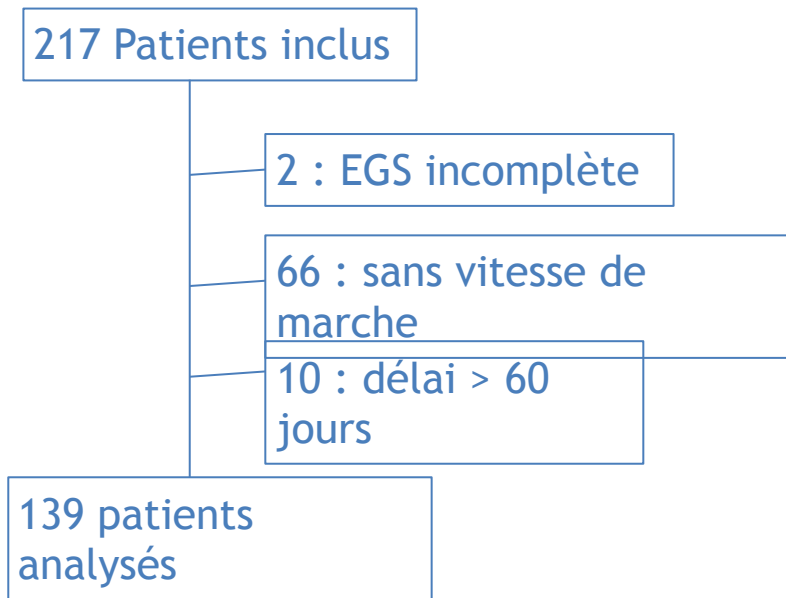 217 Patients inclus
2 : EGS incomplète
66 : sans vitesse de
marche
10 : délai > 60
jours
139 patients
analysés